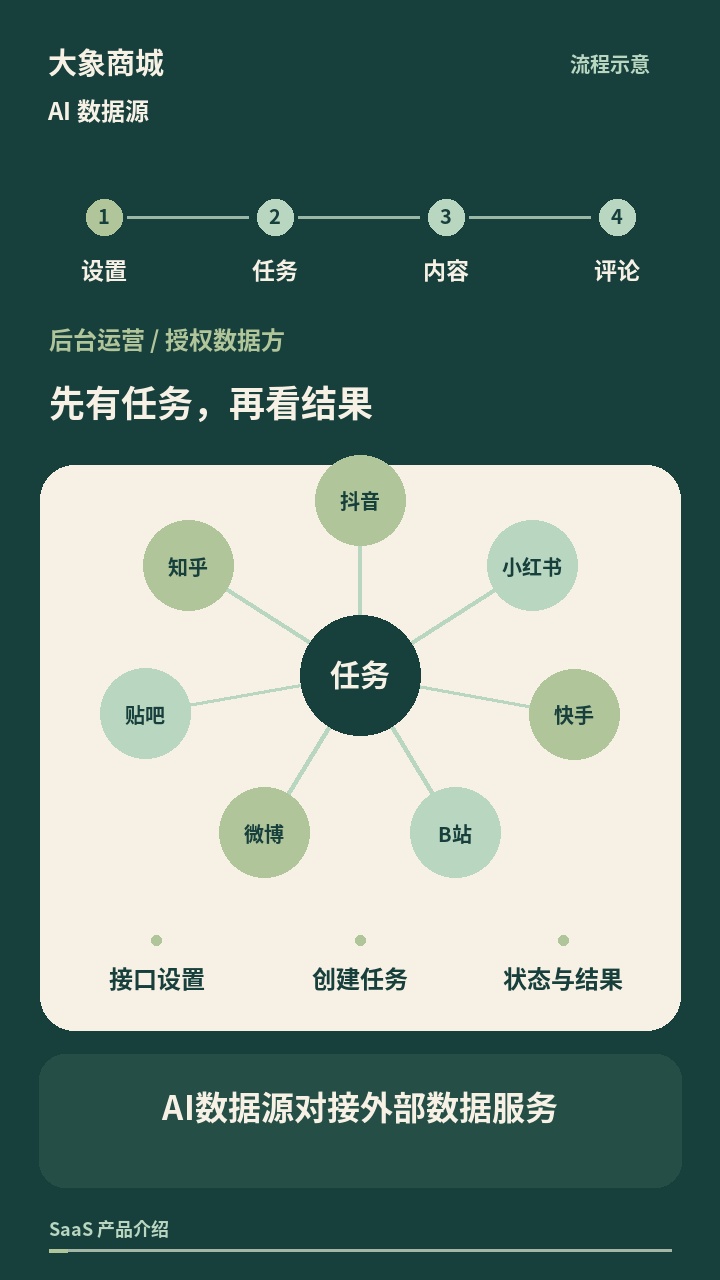 大象商城
流程示意
AI 数据源
1
2
3
4
设置
任务
内容
评论
后台运营 / 授权数据方
先有任务，再看结果
抖音
知乎
小红书
任务
贴吧
快手
微博
B站
接口设置
创建任务
状态与结果
AI数据源对接外部数据服务
SaaS 产品介绍